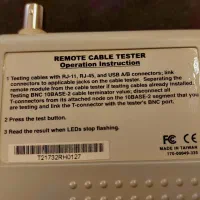 REMOTE CABLE TESTER
Operation Instruction
1 Testing cables with RJ-11, RJ-45, and USB A/B connectors; link
connectors to applicable jacks on the cable tester. Seperating the
remote module from the cable tester if testing cables already installed.
Testing BNC 10BASE-2 cable and terminator value; disconnect all
T-connectors from its attached node on the 10BASE-2 segment that you
are testing and link the T-connector with the tester's BNC port.
2 Press the test button.
3 Read the result when LEDs stop flashing.
T21732RH0127
FC CE
MADE IN TAIWAN